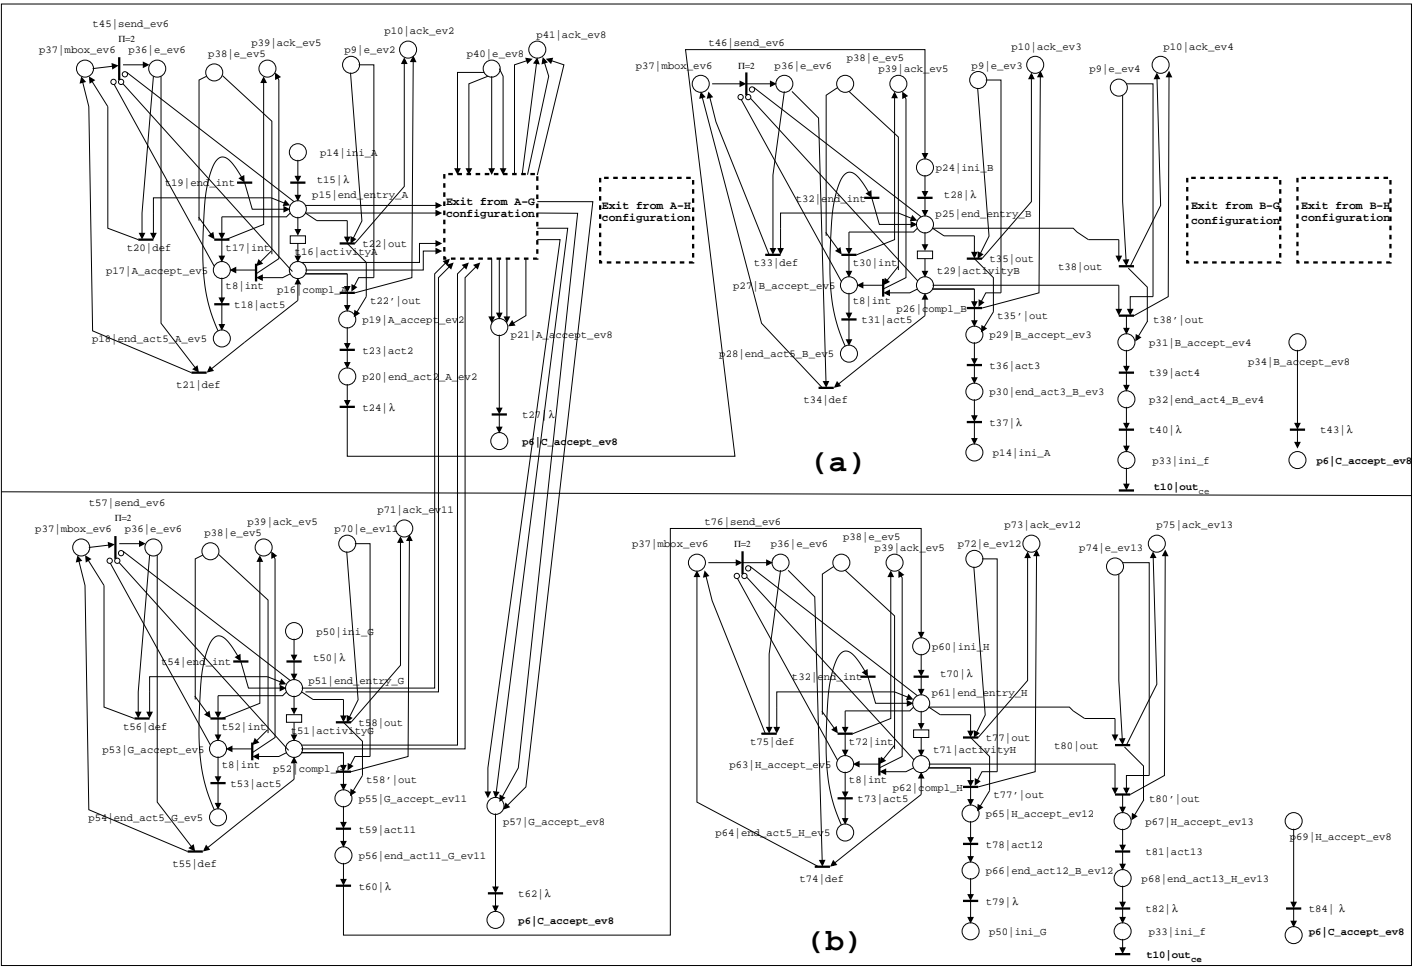 t45|send_ev6
Π=2
p37|mbox_ev6
p36|e_ev6
p38|e_ev5
p39|ack_ev5
p9|e_ev2
p10|ack_ev2
p40|e_ev8
p41|ack_ev8
p14|ini_A
t15|λ
t19|end_int
p15|end_entry_A
t20|def
t17|int
t16|activityA
t22|out
p17|A_accept_ev5
t8|int
p16|compl_A
t22'|out
t18|act5
p18|end_act5_A_ev5
p19|A_accept_ev2
t21|def
t23|act2
p20|end_act2_A_ev2
t24|λ
Exit from A-G
configuration
p21|A_accept_ev8
t27|λ
p6|C_accept_ev8
Exit from A-H
configuration
t46|send_ev6
p37|mbox_ev6
Π=2
p36|e_ev6
p38|e_ev5
p39|ack_ev5
p9|e_ev3
p10|ack_ev3
p9|e_ev4
p10|ack_ev4
p24|ini_B
t28|λ
t32|end_int
p25|end_entry_B
t33|def
t30|int
t29|activityB
t35|out
t38|out
p27|B_accept_ev5
t8|int
p26|compl_B
t35'|out
t38'|out
t31|act5
p28|end_act5_B_ev5
p29|B_accept_ev3
p31|B_accept_ev4
t34|def
t36|act3
t39|act4
p30|end_act3_B_ev3
p32|end_act4_B_ev4
t37|λ
t40|λ
p14|ini_A
p33|ini_f
t10|out_ce
Exit from B-G
configuration
Exit from B-H
configuration
p34|B_accept_ev8
t43|λ
p6|C_accept_ev8
(a)
t57|send_ev6
Π=2
p37|mbox_ev6
p36|e_ev6
p38|e_ev5
p39|ack_ev5
p70|e_ev11
p71|ack_ev11
p50|ini_G
t50|λ
t54|end_int
p51|end_entry_G
t56|def
t52|int
t51|activityG
t58|out
p53|G_accept_ev5
t8|int
p52|compl_G
t58'|out
t53|act5
p54|end_act5_G_ev5
p55|G_accept_ev11
t55|def
t59|act11
p56|end_act11_G_ev11
t60|λ
p57|G_accept_ev8
t62|λ
p6|C_accept_ev8
t76|send_ev6
p37|mbox_ev6
Π=2
p36|e_ev6
p38|e_ev5
p39|ack_ev5
p72|e_ev12
p73|ack_ev12
p74|e_ev13
p75|ack_ev13
p60|ini_H
t70|λ
t32|end_int
p61|end_entry_H
t75|def
t72|int
t71|activityH
t77|out
t80|out
p63|H_accept_ev5
t8|int
p62|compl_H
t77'|out
t80'|out
t73|act5
p64|end_act5_H_ev5
p65|H_accept_ev12
p67|H_accept_ev13
t74|def
t78|act12
t81|act13
p66|end_act12_B_ev12
p68|end_act13_H_ev13
t79|λ
t82|λ
p50|ini_G
p33|ini_f
t10|out_ce
p69|H_accept_ev8
t84| λ
p6|C_accept_ev8
(b)